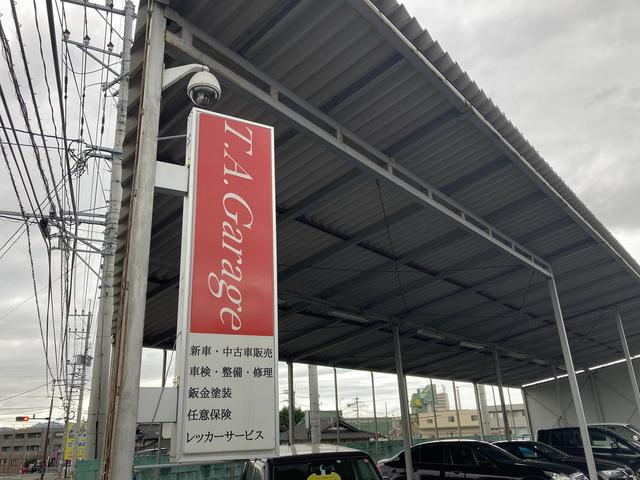 T.A.Garage
新車・中古車販売
車検・整備・修理
鈑金塗装
任意保険
レッカーサービス